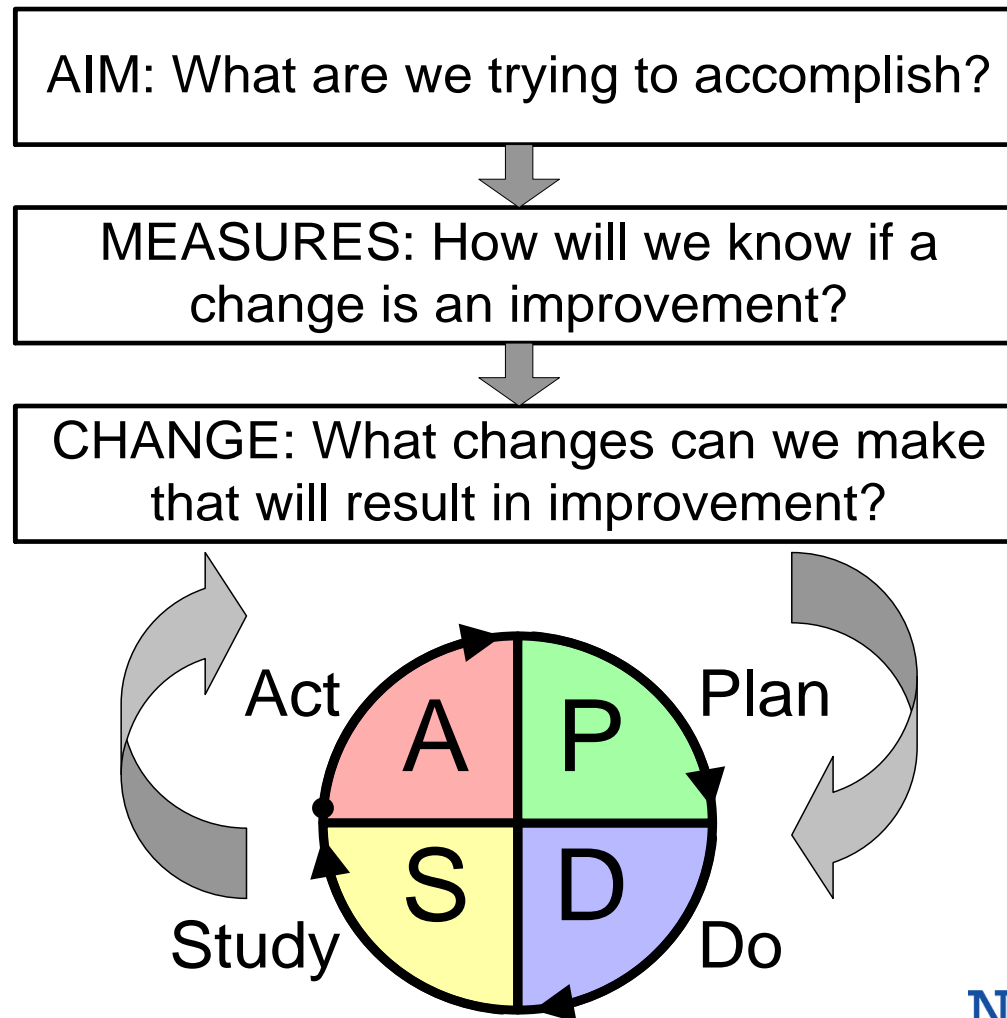 AIM: What are we trying to accomplish?
MEASURES: How will we know if a
change is an improvement?
CHANGE: What changes can we make
that will result in improvement?
Act
A
P
Plan
Study
S
D
Do